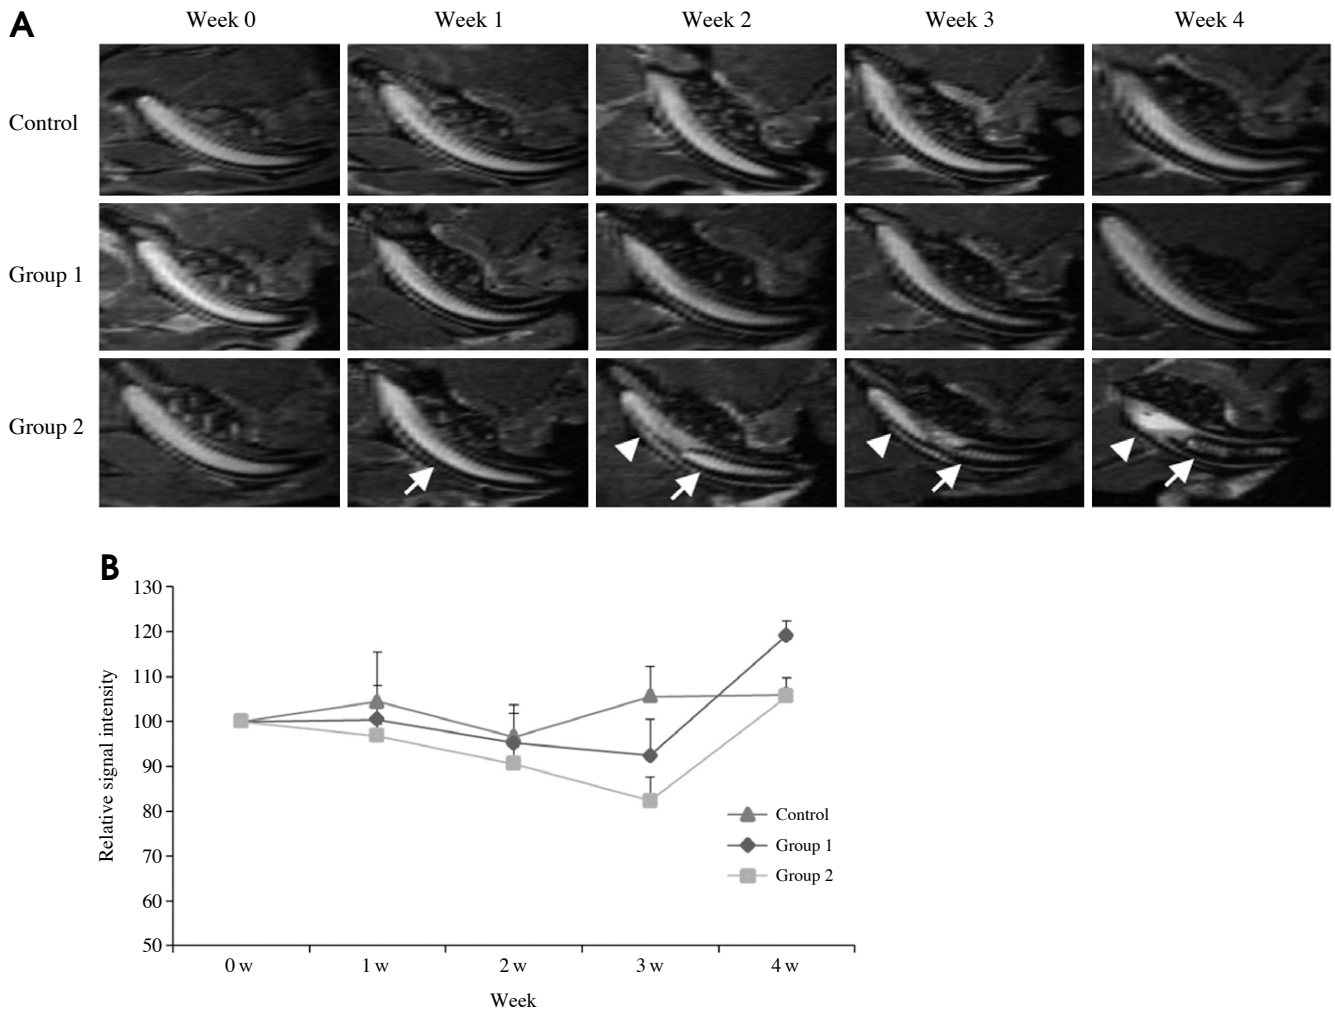 A
Week 0 Week 1 Week 2 Week 3 Week 4
Control
Group 1
Group 2
B
130
120
110
100
90
80
70
60
50
Relative signal intensity
0 w 1 w 2 w 3 w 4 w
Week
Control
Group 1
Group 2